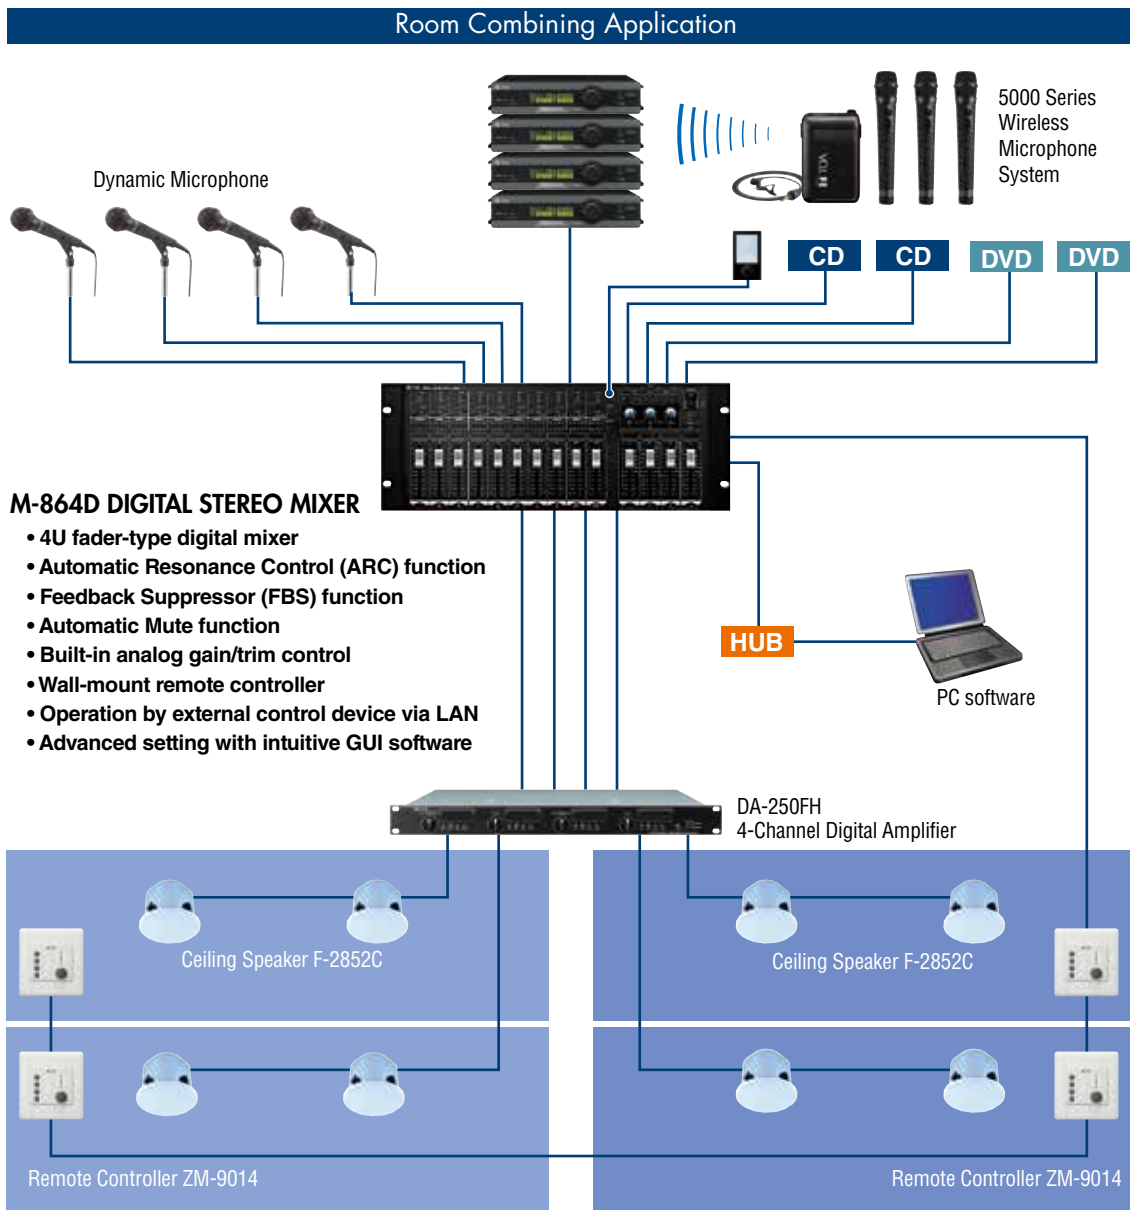 Room Combining Application
5000 Series
Wireless
Microphone
System
Dynamic Microphone
CD
CD
DVD
DVD
M-864D DIGITAL STEREO MIXER
• 4U fader-type digital mixer
• Automatic Resonance Control (ARC) function
• Feedback Suppressor (FBS) function
• Automatic Mute function
• Built-in analog gain/trim control
• Wall-mount remote controller
• Operation by external control device via LAN
• Advanced setting with intuitive GUI software
HUB
PC software
DA-250FH
4-Channel Digital Amplifier
Ceiling Speaker F-2852C
Ceiling Speaker F-2852C
Remote Controller ZM-9014
Remote Controller ZM-9014